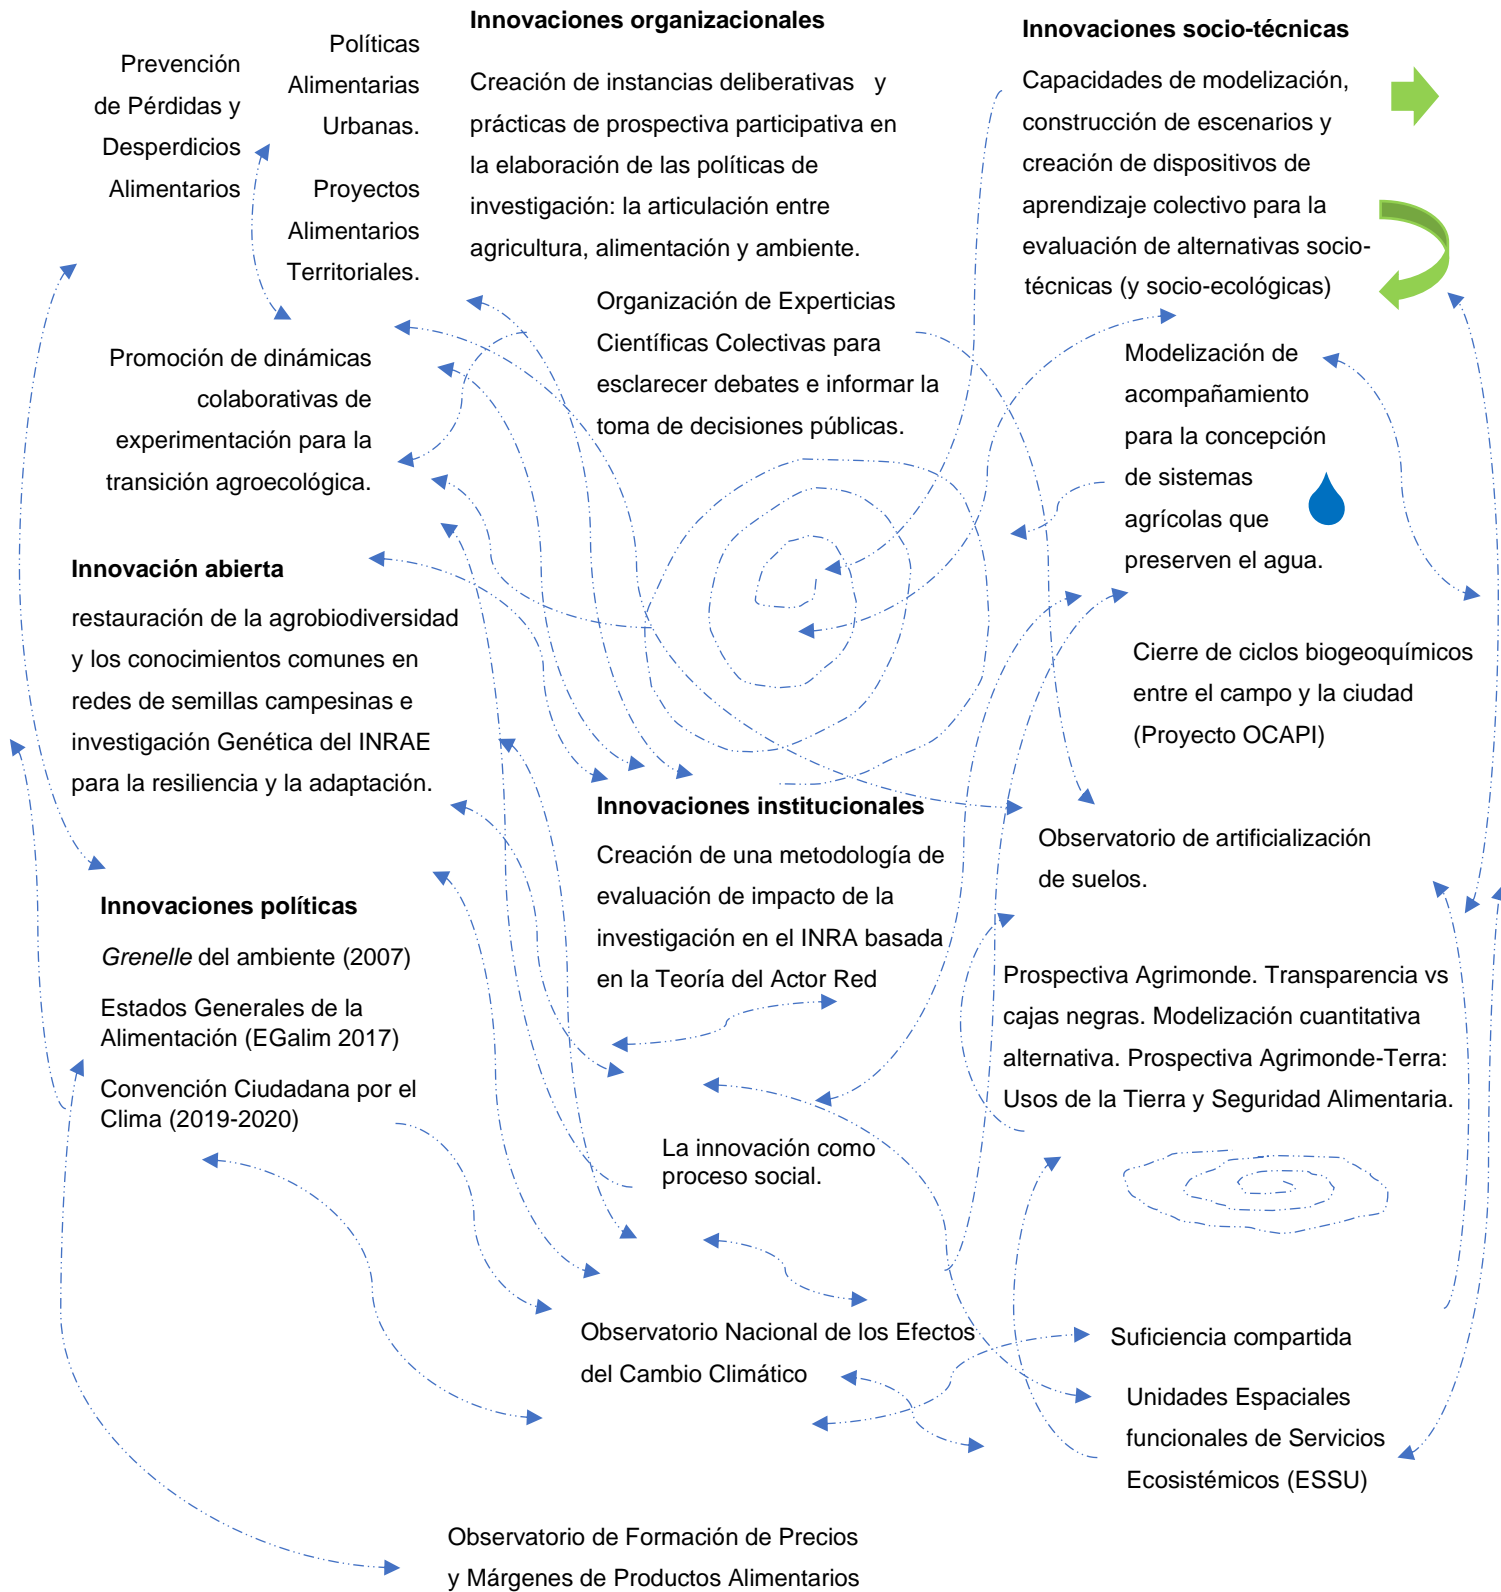 Prevención
de Pérdidas y
Desperdicios
Alimentarios
Políticas
Alimentarias
Urbanas.
Proyectos
Alimentarios
Territoriales.
Innovaciones organizacionales
Creación de instancias deliberativas y
prácticas de prospectiva participativa en
la elaboración de las políticas de
investigación: la articulación entre
agricultura, alimentación y ambiente.
Innovaciones socio-técnicas
Capacidades de modelización,
construcción de escenarios y
creación de dispositivos de
aprendizaje colectivo para la
evaluación de alternativas socio-
técnicas (y socio-ecológicas)
Organización de Experticias
Científicas Colectivas para
esclarecer debates e informar la
toma de decisiones públicas.
Promoción de dinámicas
colaborativas de
experimentación para la
transición agroecológica.
Modelización de
acompañamiento
para la concepción
de sistemas
agrícolas que
preserven el agua.
Innovación abierta
restauración de la agrobiodiversidad
y los conocimientos comunes en
redes de semillas campesinas e
investigación Genética del INRAE
para la resiliencia y la adaptación.
Cierre de ciclos biogeoquímicos
entre el campo y la ciudad
(Proyecto OCAPI)
Innovaciones institucionales
Creación de una metodología de
evaluación de impacto de la
investigación en el INRA basada
en la Teoría del Actor Red
Observatorio de artificialización
de suelos.
Innovaciones políticas
Grenelle del ambiente (2007)
Estados Generales de la
Alimentación (EGalim 2017)
Convención Ciudadana por el
Clima (2019-2020)
Prospectiva Agrimonde. Transparencia vs
cajas negras. Modelización cuantitativa
alternativa. Prospectiva Agrimonde-Terra:
Usos de la Tierra y Seguridad Alimentaria.
La innovación como
proceso social.
Observatorio Nacional de los Efectos
del Cambio Climático
Suficiencia compartida
Unidades Espaciales
funcionales de Servicios
Ecosistémicos (ESSU)
Observatorio de Formación de Precios
y Márgenes de Productos Alimentarios